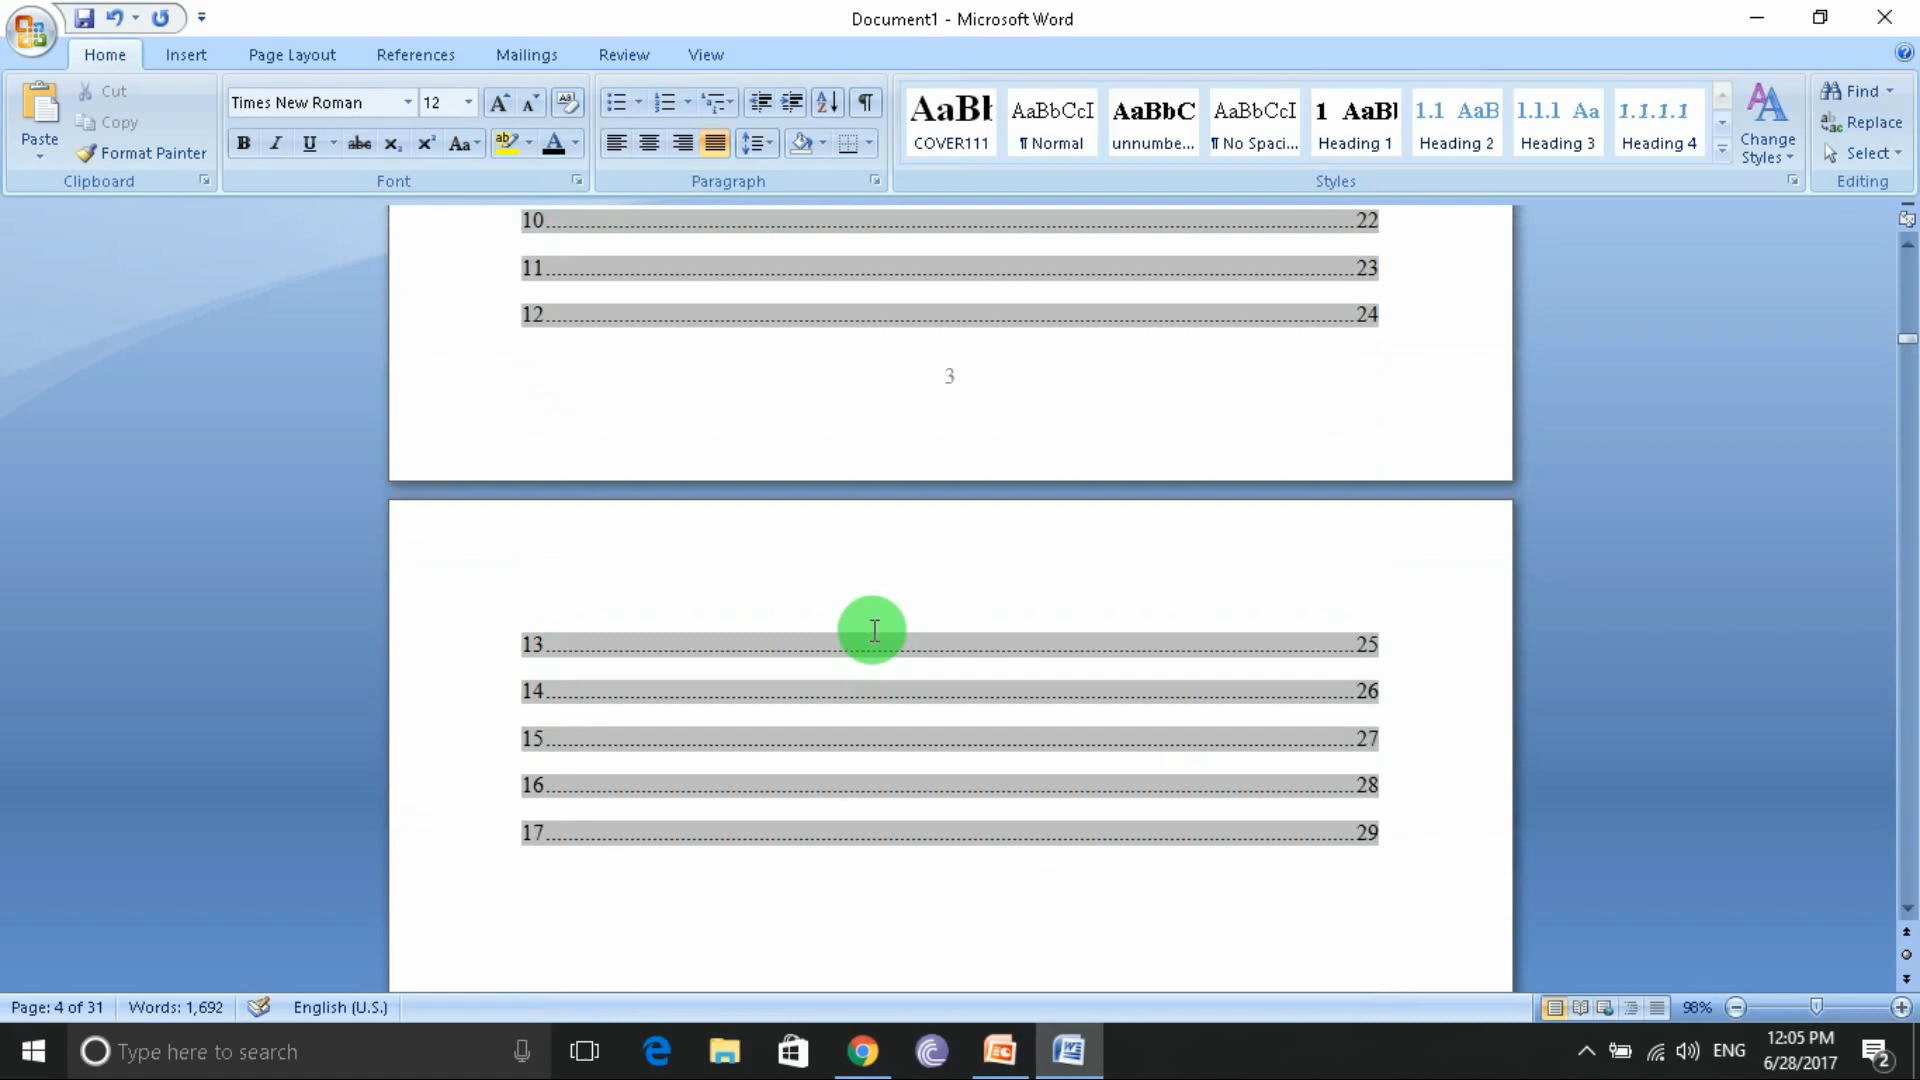 Document1 - Microsoft Word
Home Insert Page Layout References Mailings Review View
Paste
Cut
Copy
Format Painter
Clipboard
Times New Roman 12
Font
Paragraph
AaBb AaBbCcI AaBbC AaBbCcI 1 AaBl 1.1 AaB 1.1.1 Aa 1.1.1.1
COVER111 ¶ Normal unnumbe... ¶ No Spaci... Heading 1 Heading 2 Heading 3 Heading 4
Change
Styles
Styles
Find
Replace
Select
Editing
10 22
11 23
12 24
3
13 25
14 26
15 27
16 28
17 29
Page: 4 of 31 Words: 1,692 English (U.S.) 98%
Type here to search
ENG
12:05 PM
6/28/2017
2